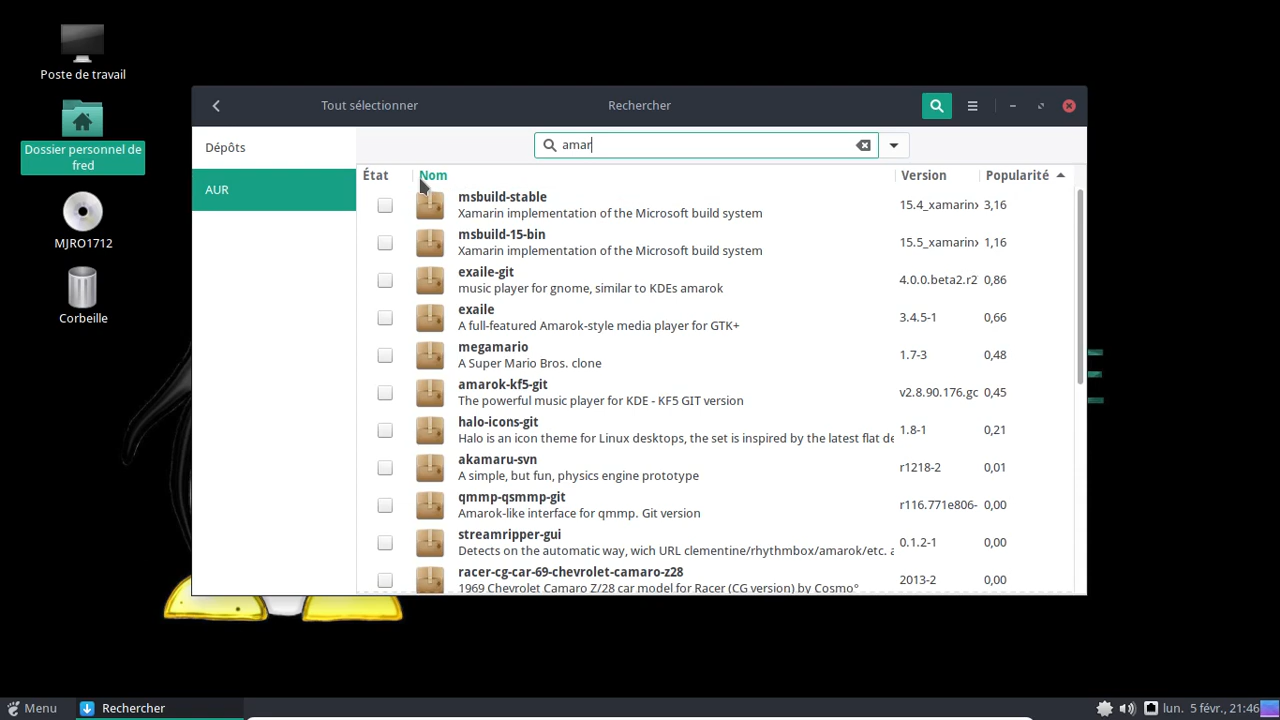 Poste de travail
Dossier personnel de
fred
MJRO1712
Corbeille
Tout sélectionner
Rechercher
Dépôts
AUR
amar
État
Nom
Version
Popularité
msbuild-stable
Xamarin implementation of the Microsoft build system
15.4_xamarin
3,16
msbuild-15-bin
Xamarin implementation of the Microsoft build system
15.5_xamarin
1,16
exaile-git
music player for gnome, similar to KDEs amarok
4.0.0.beta2.r2
0,86
exaile
A full-featured Amarok-style media player for GTK+
3.4.5-1
0,66
megamario
A Super Mario Bros. clone
1.7-3
0,48
amarok-kf5-git
The powerful music player for KDE - KF5 GIT version
v2.8.90.176.gc
0,45
halo-icons-git
Halo is an icon theme for Linux desktops, the set is inspired by the latest flat de
1.8-1
0,21
akamaru-svn
A simple, but fun, physics engine prototype
r1218-2
0,01
qmmp-qsmmp-git
Amarok-like interface for qmmp. Git version
r116.771e806-
0,00
streamripper-gui
Detects on the automatic way, wich URL clementine/rhythmbox/amarok/etc. a
0.1.2-1
0,00
racer-cg-car-69-chevrolet-camaro-z28
1969 Chevrolet Camaro Z/28 car model for Racer (CG version) by Cosmo°
2013-2
0,00
Menu
Rechercher
lun. 5 févr., 21:46